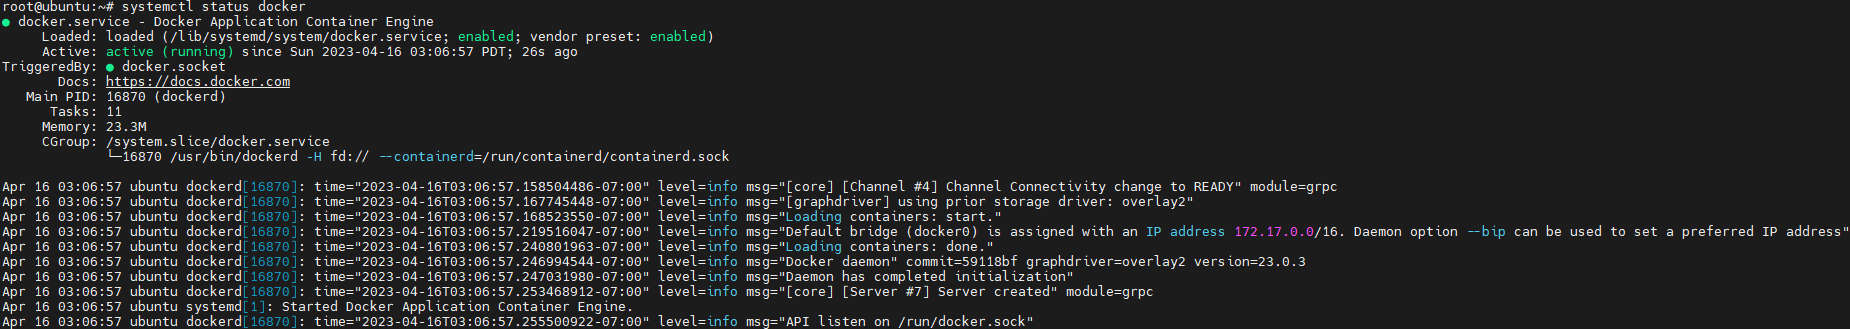 root@ubuntu:~# systemctl status docker
● docker.service - Docker Application Container Engine
     Loaded: loaded (/lib/systemd/system/docker.service; enabled; vendor preset: enabled)
     Active: active (running) since Sun 2023-04-16 03:06:57 PDT; 26s ago
TriggeredBy: ● docker.socket
       Docs: https://docs.docker.com
   Main PID: 16870 (dockerd)
      Tasks: 11
     Memory: 23.3M
     CGroup: /system.slice/docker.service
             └─16870 /usr/bin/dockerd -H fd:// --containerd=/run/containerd/containerd.sock

Apr 16 03:06:57 ubuntu dockerd[16870]: time="2023-04-16T03:06:57.158504486-07:00" level=info msg="[core] [Channel #4] Channel Connectivity change to READY" module=grpc
Apr 16 03:06:57 ubuntu dockerd[16870]: time="2023-04-16T03:06:57.167745448-07:00" level=info msg="[graphdriver] using prior storage driver: overlay2"
Apr 16 03:06:57 ubuntu dockerd[16870]: time="2023-04-16T03:06:57.168523550-07:00" level=info msg="Loading containers: start."
Apr 16 03:06:57 ubuntu dockerd[16870]: time="2023-04-16T03:06:57.219516047-07:00" level=info msg="Default bridge (docker0) is assigned with an IP address 172.17.0.0/16. Daemon option --bip can be used to set a preferred IP address"
Apr 16 03:06:57 ubuntu dockerd[16870]: time="2023-04-16T03:06:57.240801963-07:00" level=info msg="Loading containers: done."
Apr 16 03:06:57 ubuntu dockerd[16870]: time="2023-04-16T03:06:57.246994544-07:00" level=info msg="Docker daemon" commit=59118bf graphdriver=overlay2 version=23.0.3
Apr 16 03:06:57 ubuntu dockerd[16870]: time="2023-04-16T03:06:57.247031980-07:00" level=info msg="Daemon has completed initialization"
Apr 16 03:06:57 ubuntu dockerd[16870]: time="2023-04-16T03:06:57.253468912-07:00" level=info msg="[core] [Server #7] Server created" module=grpc
Apr 16 03:06:57 ubuntu systemd[1]: Started Docker Application Container Engine.
Apr 16 03:06:57 ubuntu dockerd[16870]: time="2023-04-16T03:06:57.255500922-07:00" level=info msg="API listen on /run/docker.sock"